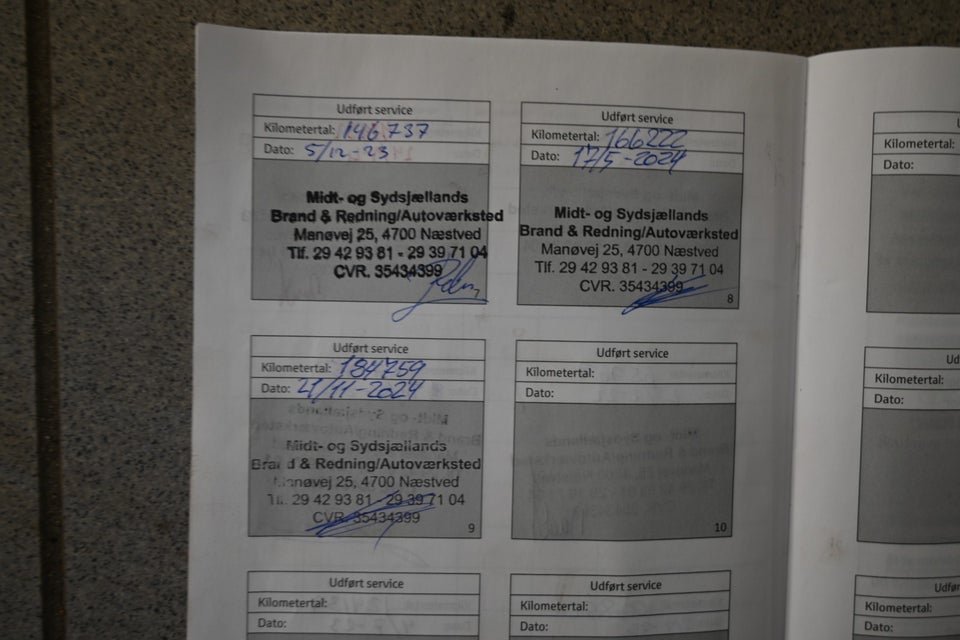 Udført service
Kilometertal: 146737
Dato: 5/12-23
Midt- og Sydsjællands
Brand & Redning/Autoværksted
Manøvej 25, 4700 Næstved
Tlf. 29 42 93 81 - 29 39 71 04
CVR. 35434399
Udført service
Kilometertal: 166222
Dato: 17/5-2024
Midt- og Sydsjællands
Brand & Redning/Autoværksted
Manøvej 25, 4700 Næstved
Tlf. 29 42 93 81 - 29 39 71 04
CVR. 35434399
8
Udført service
Kilometertal: 184759
Dato: 21/11-2024
Midt- og Sydsjællands
Brand & Redning/Autoværksted
Manøvej 25, 4700 Næstved
Tlf. 29 42 93 81 - 29 39 71 04
CVR. 35434399
9
Udført service
Kilometertal:
Dato:
10
Udført service
Kilometertal:
Dato:
Udført service
Kilometertal:
Dato:
Kilometertal:
Dato:
Ud
Kilometertal:
Dato:
Udfø
Kilometertal:
Dato: